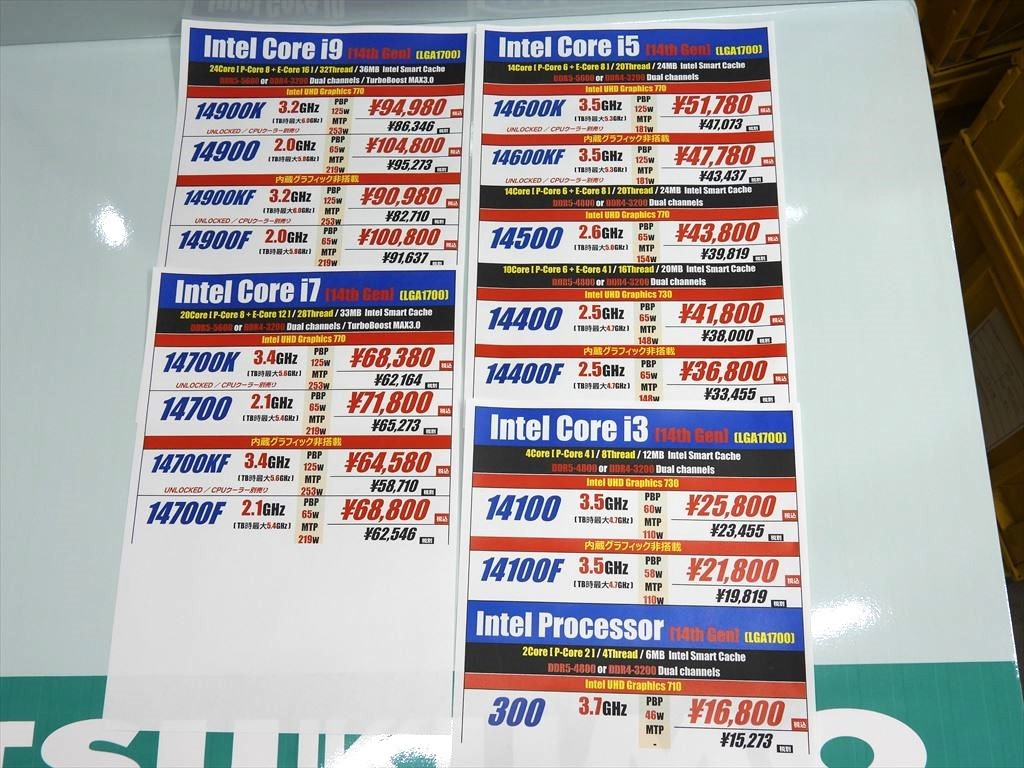 Intel Core i9 [14th Gen] (LGA1700)
24Core [ P-Core 8 + E-Core 16 ] / 32Thread / 36MB Intel Smart Cache
DDR5-5600 or DDR4-3200 Dual channels / TurboBoost MAX3.0
Intel UHD Graphics 770
14900K 3.2GHz PBP 125W ¥94,980 税込
[TB時最大6.0GHz] MTP 253W ¥86,346 税別
UNLOCKED / CPUクーラー別売り
14900 2.0GHz PBP 65W ¥104,800 税込
[TB時最大5.8GHz] MTP 219W ¥95,273 税別
内蔵グラフィック非搭載
14900KF 3.2GHz PBP 125W ¥90,980 税込
[TB時最大6.0GHz] MTP 253W ¥82,710 税別
UNLOCKED / CPUクーラー別売り
14900F 2.0GHz PBP 65W ¥100,800 税込
[TB時最大5.8GHz] MTP 219W ¥91,637 税別
Intel Core i7 [14th Gen] (LGA1700)
20Core [ P-Core 8 + E-Core 12 ] / 28Thread / 33MB Intel Smart Cache
DDR5-5600 or DDR4-3200 Dual channels / TurboBoost MAX3.0
Intel UHD Graphics 770
14700K 3.4GHz PBP 125W ¥68,380 税込
[TB時最大5.6GHz] MTP 253W ¥62,164 税別
UNLOCKED / CPUクーラー別売り
14700 2.1GHz PBP 65W ¥71,800 税込
[TB時最大5.4GHz] MTP 219W ¥65,273 税別
内蔵グラフィック非搭載
14700KF 3.4GHz PBP 125W ¥64,580 税込
[TB時最大5.6GHz] MTP 253W ¥58,710 税別
UNLOCKED / CPUクーラー別売り
14700F 2.1GHz PBP 65W ¥68,800 税込
[TB時最大5.4GHz] MTP 219W ¥62,546 税別
Intel Core i5 [14th Gen] (LGA1700)
14Core [ P-Core 6 + E-Core 8 ] / 20Thread / 24MB Intel Smart Cache
DDR5-5600 or DDR4-3200 Dual channels
Intel UHD Graphics 770
14600K 3.5GHz PBP 125W ¥51,780 税込
[TB時最大5.3GHz] MTP 181W ¥47,073 税別
UNLOCKED / CPUクーラー別売り
内蔵グラフィック非搭載
14600KF 3.5GHz PBP 125W ¥47,780 税込
[TB時最大5.3GHz] MTP 181W ¥43,437 税別
UNLOCKED / CPUクーラー別売り
14Core [ P-Core 6 + E-Core 8 ] / 20Thread / 24MB Intel Smart Cache
DDR5-4800 or DDR4-3200 Dual channels
Intel UHD Graphics 770
14500 2.6GHz PBP 65W ¥43,800 税込
[TB時最大5.0GHz] MTP 154W ¥39,819 税別
10Core [ P-Core 6 + E-Core 4 ] / 16Thread / 20MB Intel Smart Cache
DDR5-4800 or DDR4-3200 Dual channels
Intel UHD Graphics 730
14400 2.5GHz PBP 65W ¥41,800 税込
[TB時最大4.7GHz] MTP 148W ¥38,000 税別
内蔵グラフィック非搭載
14400F 2.5GHz PBP 65W ¥36,800 税込
[TB時最大4.7GHz] MTP 148W ¥33,455 税別
Intel Core i3 [14th Gen] (LGA1700)
4Core [ P-Core 4 ] / 8Thread / 12MB Intel Smart Cache
DDR5-4800 or DDR4-3200 Dual channels
Intel UHD Graphics 730
14100 3.5GHz PBP 60W ¥25,800 税込
[TB時最大4.7GHz] MTP 110W ¥23,455 税別
内蔵グラフィック非搭載
14100F 3.5GHz PBP 58W ¥21,800 税込
[TB時最大4.7GHz] MTP 110W ¥19,819 税別
Intel Processor [14th Gen] (LGA1700)
2Core [ P-Core 2 ] / 4Thread / 6MB Intel Smart Cache
DDR5-4800 or DDR4-3200 Dual channels
Intel UHD Graphics 710
300 3.7GHz PBP 46W ¥16,800 税込
MTP - ¥15,273 税別